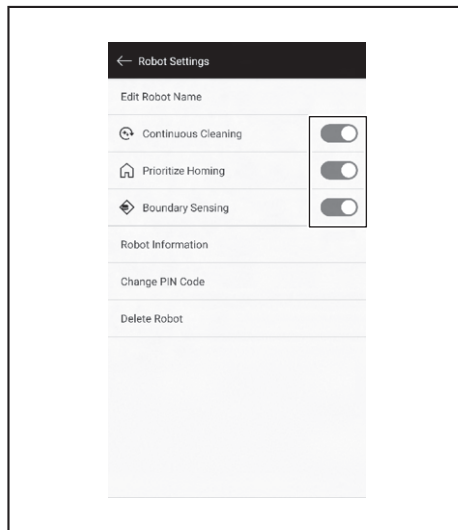 Robot Settings
Edit Robot Name
Continuous Cleaning
Prioritize Homing
Boundary Sensing
Robot Information
Change PIN Code
Delete Robot